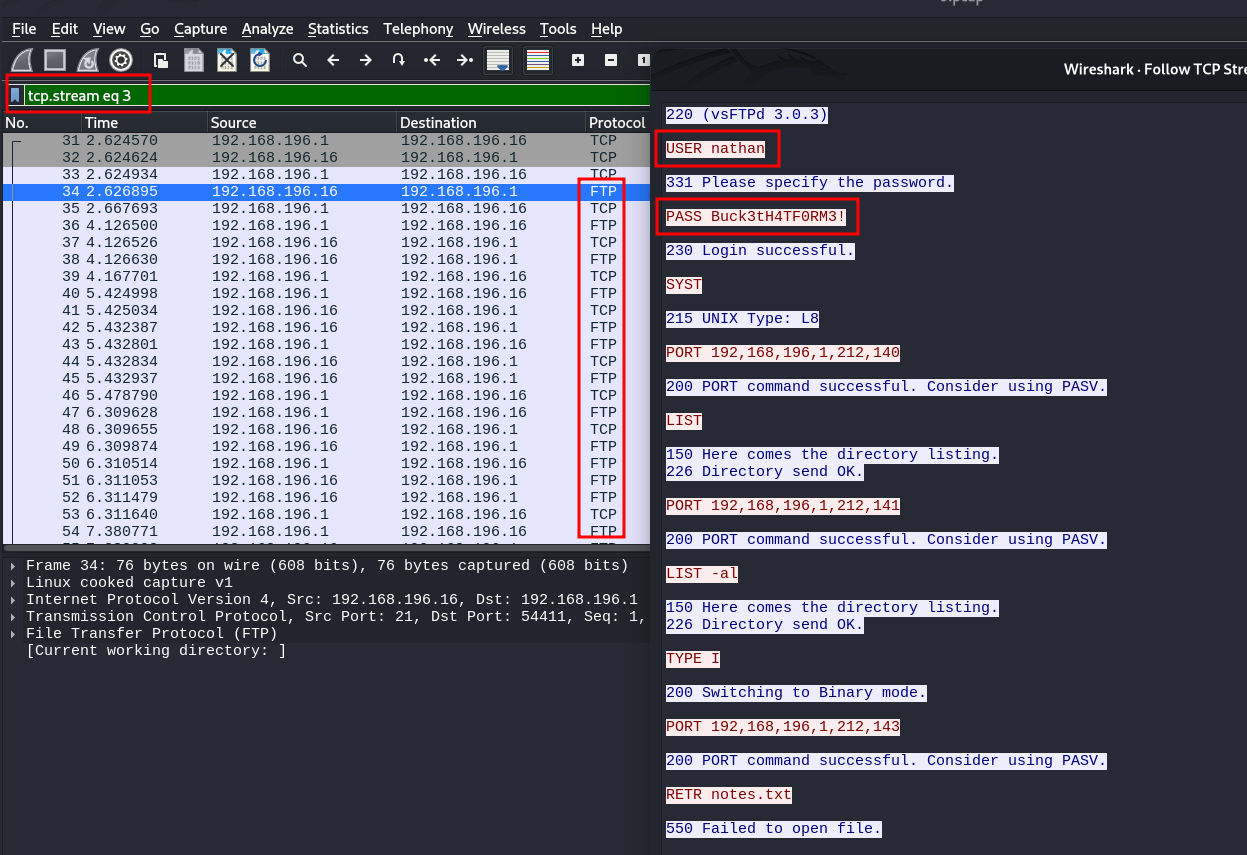 File Edit View Go Capture Analyze Statistics Telephony Wireless Tools Help
tcp.stream eq 3
No. Time Source Destination Protocol
31 2.624570 192.168.196.1 192.168.196.16 TCP
32 2.624624 192.168.196.16 192.168.196.1 TCP
33 2.624934 192.168.196.1 192.168.196.16 TCP
34 2.626895 192.168.196.16 192.168.196.1 FTP
35 2.667693 192.168.196.1 192.168.196.16 TCP
36 4.126500 192.168.196.1 192.168.196.16 FTP
37 4.126526 192.168.196.16 192.168.196.1 TCP
38 4.126630 192.168.196.16 192.168.196.1 FTP
39 4.167701 192.168.196.1 192.168.196.16 TCP
40 5.424998 192.168.196.1 192.168.196.16 FTP
41 5.425034 192.168.196.16 192.168.196.1 TCP
42 5.432387 192.168.196.16 192.168.196.1 FTP
43 5.432801 192.168.196.1 192.168.196.16 FTP
44 5.432834 192.168.196.16 192.168.196.1 TCP
45 5.432937 192.168.196.16 192.168.196.1 FTP
46 5.478790 192.168.196.1 192.168.196.16 TCP
47 6.309628 192.168.196.1 192.168.196.16 FTP
48 6.309655 192.168.196.16 192.168.196.1 TCP
49 6.309874 192.168.196.16 192.168.196.1 FTP
50 6.310514 192.168.196.1 192.168.196.16 FTP
51 6.311053 192.168.196.16 192.168.196.1 FTP
52 6.311479 192.168.196.16 192.168.196.1 FTP
53 6.311640 192.168.196.1 192.168.196.16 TCP
54 7.380771 192.168.196.1 192.168.196.16 FTP
Frame 34: 76 bytes on wire (608 bits), 76 bytes captured (608 bits)
Linux cooked capture v1
Internet Protocol Version 4, Src: 192.168.196.16, Dst: 192.168.196.1
Transmission Control Protocol, Src Port: 21, Dst Port: 54411, Seq: 1,
File Transfer Protocol (FTP)
[Current working directory: ]
Wireshark · Follow TCP Stre
220 (vsFTPd 3.0.3)
USER nathan
331 Please specify the password.
PASS Buck3tH4TF0RM3!
230 Login successful.
SYST
215 UNIX Type: L8
PORT 192,168,196,1,212,140
200 PORT command successful. Consider using PASV.
LIST
150 Here comes the directory listing.
226 Directory send OK.
PORT 192,168,196,1,212,141
200 PORT command successful. Consider using PASV.
LIST -al
150 Here comes the directory listing.
226 Directory send OK.
TYPE I
200 Switching to Binary mode.
PORT 192,168,196,1,212,143
200 PORT command successful. Consider using PASV.
RETR notes.txt
550 Failed to open file.